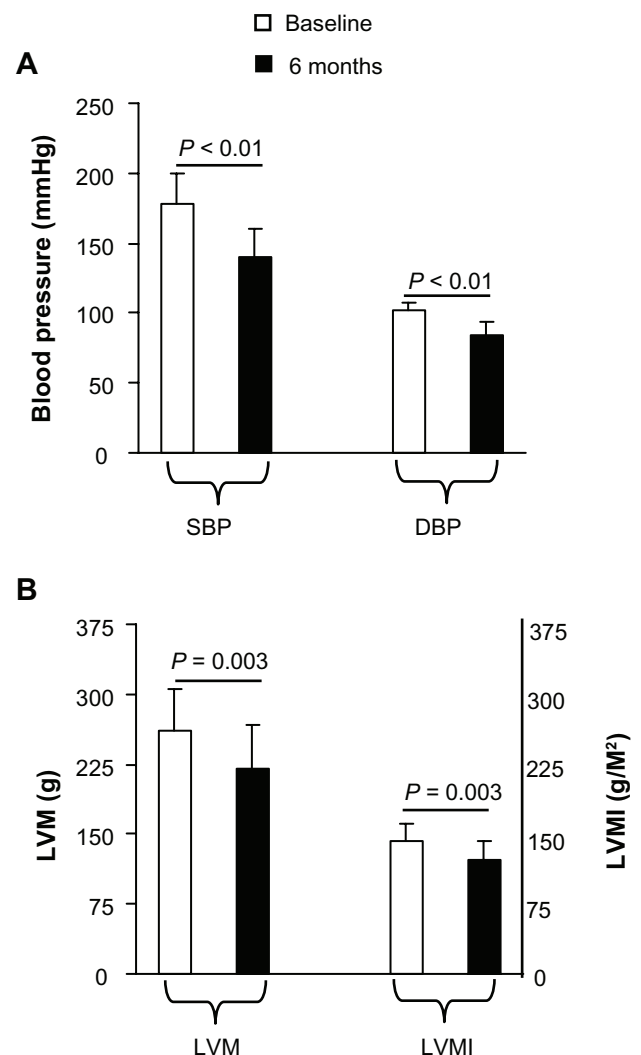 Baseline
6 months
A
Blood pressure (mmHg)
250
200
150
100
50
0
P < 0.01
P < 0.01
SBP
DBP
B
LVM (g)
375
300
225
150
75
0
P = 0.003
P = 0.003
375
300
225
150
75
0
LVMI (g/M²)
LVM
LVMI